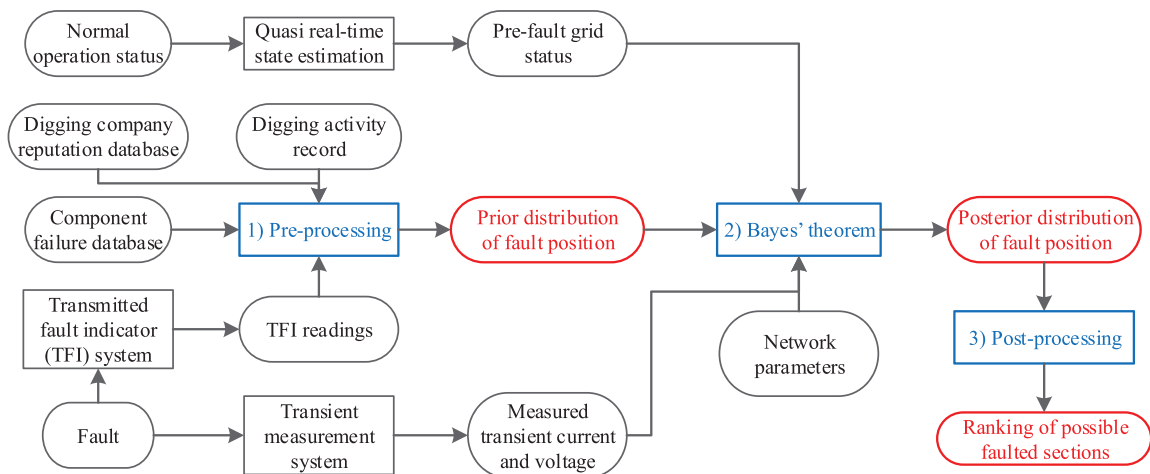 Normal
operation status
Quasi real-time
state estimation
Pre-fault grid
status
Digging company
reputation database
Digging activity
record
Component
failure database
1) Pre-processing
Prior distribution
of fault position
2) Bayes’ theorem
Posterior distribution
of fault position
Transmitted
fault indicator
(TFI) system
TFI readings
Network
parameters
3) Post-processing
Fault
Transient
measurement
system
Measured
transient current
and voltage
Ranking of possible
faulted sections